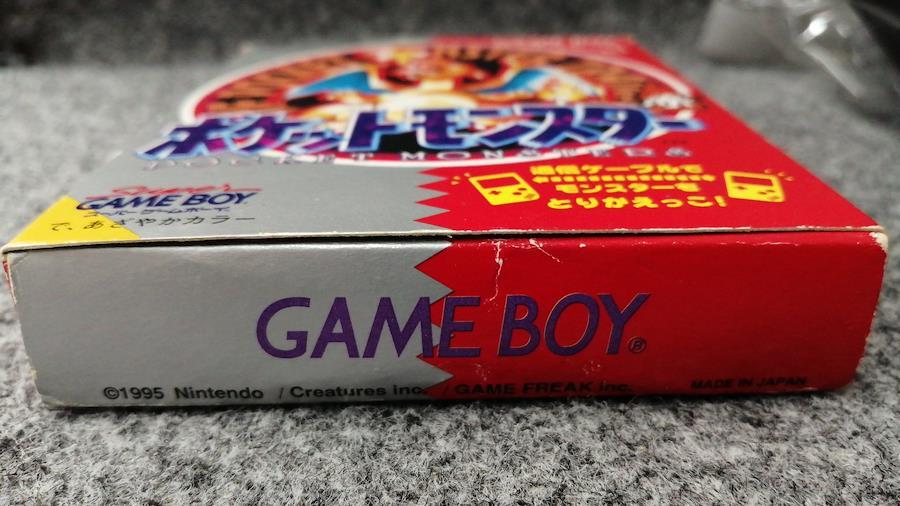 ポケットモンスター
POCKET MONSTERS
通信ケーブルで
モンスターを
とりかえっこ!
Super
GAME BOY
スーパーゲームボーイ
で、あざやかカラー
GAME BOY®
©1995 Nintendo / Creatures inc. / GAME FREAK inc.
MADE IN JAPAN